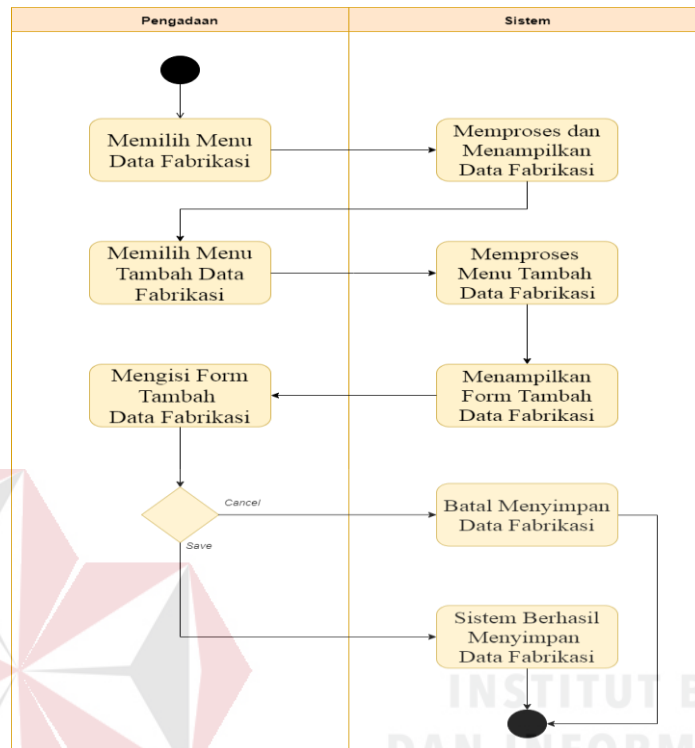 Pengadaan
Sistem
Memilih Menu
Data Fabrikasi
Memproses dan
Menampilkan
Data Fabrikasi
Memilih Menu
Tambah Data
Fabrikasi
Memproses
Menu Tambah
Data Fabrikasi
Mengisi Form
Tambah
Data Fabrikasi
Menampilkan
Form Tambah
Data Fabrikasi
Cancel
Batal Menyimpan
Data Fabrikasi
Save
Sistem Berhasil
Menyimpan
Data Fabrikasi
INSTITUT B
DAN INFORM